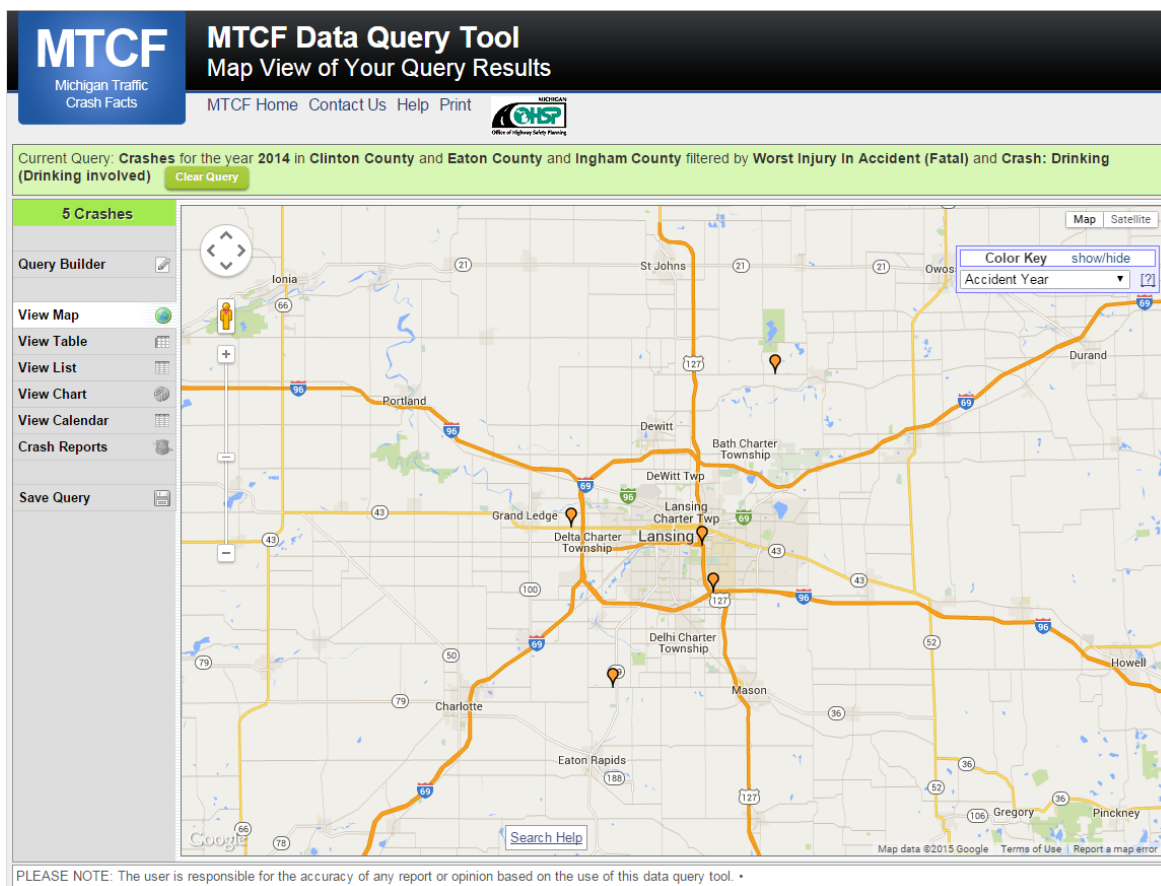 MTCF
Michigan Traffic
Crash Facts
MTCF Data Query Tool
Map View of Your Query Results
MTCF Home Contact Us Help Print
MICHIGAN
OHSP
Office of Highway Safety Planning
Current Query: Crashes for the year 2014 in Clinton County and Eaton County and Ingham County filtered by Worst Injury In Accident (Fatal) and Crash: Drinking
(Drinking involved) Clear Query
5 Crashes
Query Builder
View Map
View Table
View List
View Chart
View Calendar
Crash Reports
Save Query
Map Satellite
Color Key show/hide
Accident Year [?]
Ionia
21
St Johns
21
21
66
69
Durand
127
96
Portland
69
96
Dewitt
Bath Charter
Township
DeWitt Twp
69
96
Lansing
Charter Twp
69
Grand Ledge
43
43
Delta Charter
Township
Lansing
43
43
100
127
96
96
Delhi Charter
Township
69
52
50
79
Howell
79
Mason
Charlotte
36
Eaton Rapids
188
36
69
127
52
36
106
Gregory
Pinckney
66
78
Google
Search Help
Map data ©2015 Google Terms of Use Report a map error
PLEASE NOTE: The user is responsible for the accuracy of any report or opinion based on the use of this data query tool. •